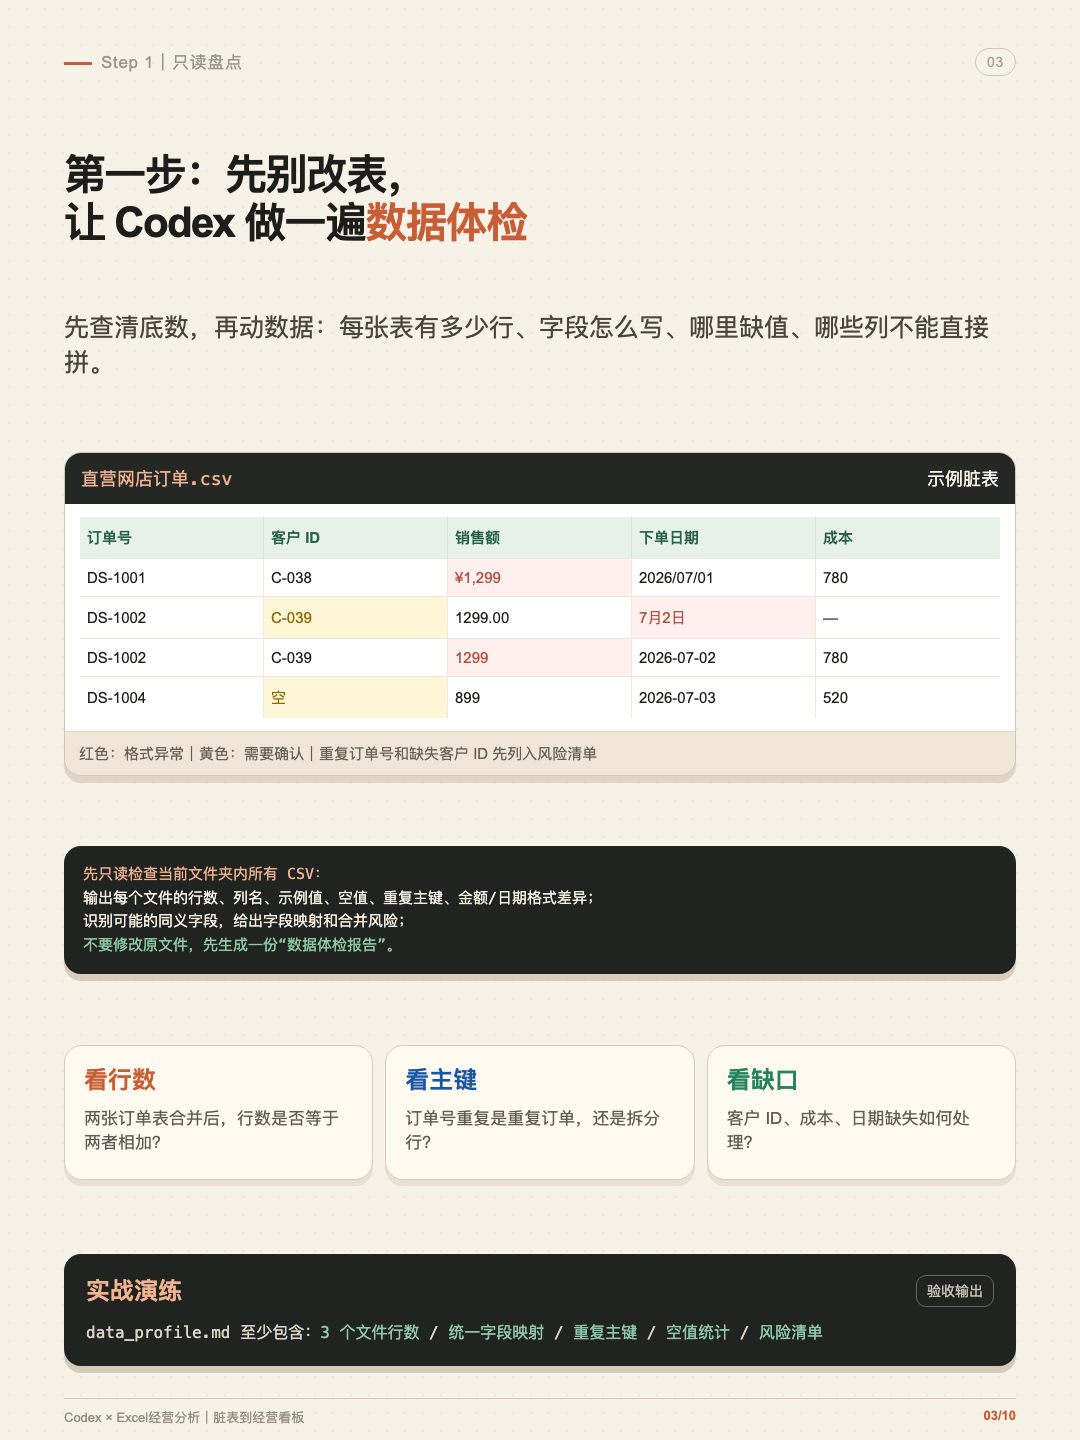 Step 1｜只读盘点
03
第一步：先别改表，
让 Codex 做一遍数据体检
先查清底数，再动数据：每张表有多少行、字段怎么写、哪里缺值、哪些列不能直接
拼。
直营网店订单.csv 示例脏表
订单号 客户 ID 销售额 下单日期 成本
DS-1001 C-038 ¥1,299 2026/07/01 780
DS-1002 C-039 1299.00 7月2日 —
DS-1002 C-039 1299 2026-07-02 780
DS-1004 空 899 2026-07-03 520
红色：格式异常｜黄色：需要确认｜重复订单号和缺失客户 ID 先列入风险清单
先只读检查当前文件夹内所有 CSV：
输出每个文件的行数、列名、示例值、空值、重复主键、金额/日期格式差异；
识别可能的同义字段，给出字段映射和合并风险；
不要修改原文件，先生成一份“数据体检报告”。
看行数
两张订单表合并后，行数是否等于
两者相加？
看主键
订单号重复是重复订单，还是拆分
行？
看缺口
客户 ID、成本、日期缺失如何处
理？
实战演练
验收输出
data_profile.md 至少包含：3 个文件行数 / 统一字段映射 / 重复主键 / 空值统计 / 风险清单
Codex × Excel经营分析｜脏表到经营看板
03/10